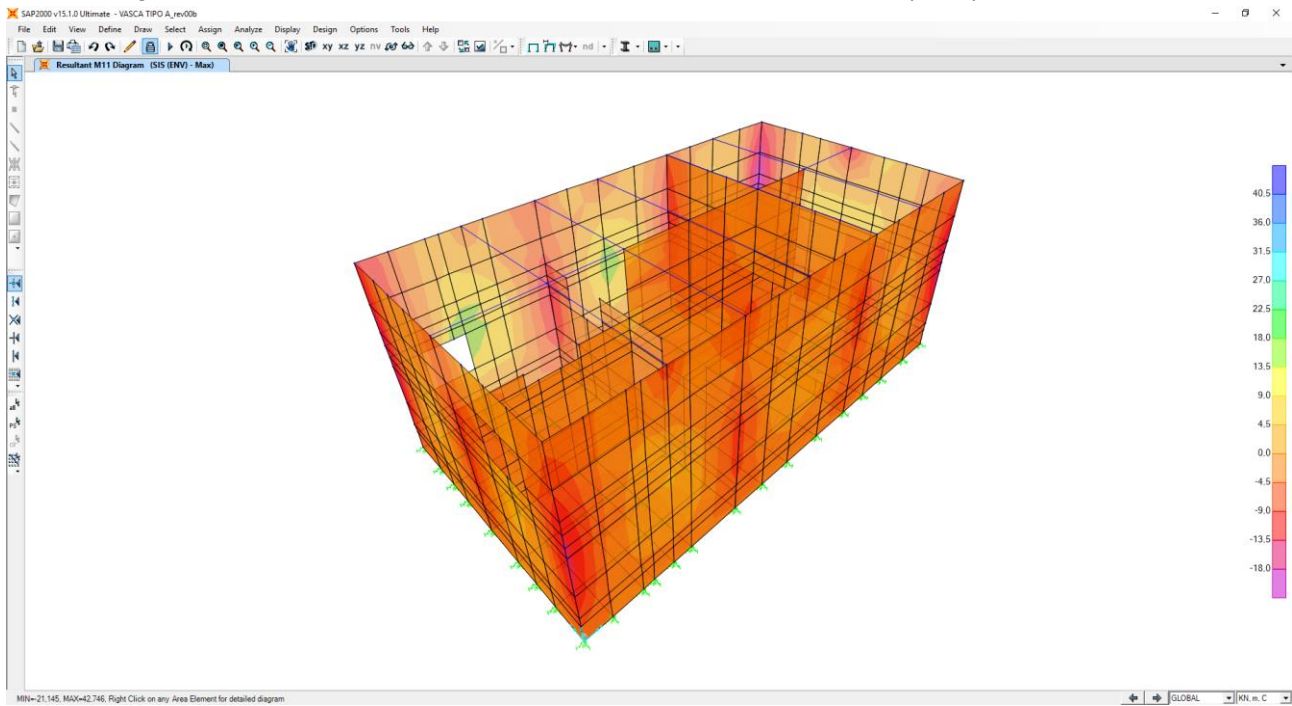 SAP2000 v15.1.0 Ultimate - VASCA TIPO A_rev00b
File Edit View Define Draw Select Assign Analyze Display Design Options Tools Help
3D xy xz yz nv nd
Resultant M11 Diagram (SIS (ENV) - Max)
40.5
36.0
31.5
27.0
22.5
18.0
13.5
9.0
4.5
0.0
-4.5
-9.0
-13.5
-18.0
MIN=-21,145, MAX=42,746, Right Click on any Area Element for detailed diagram
GLOBAL
KN, m, C